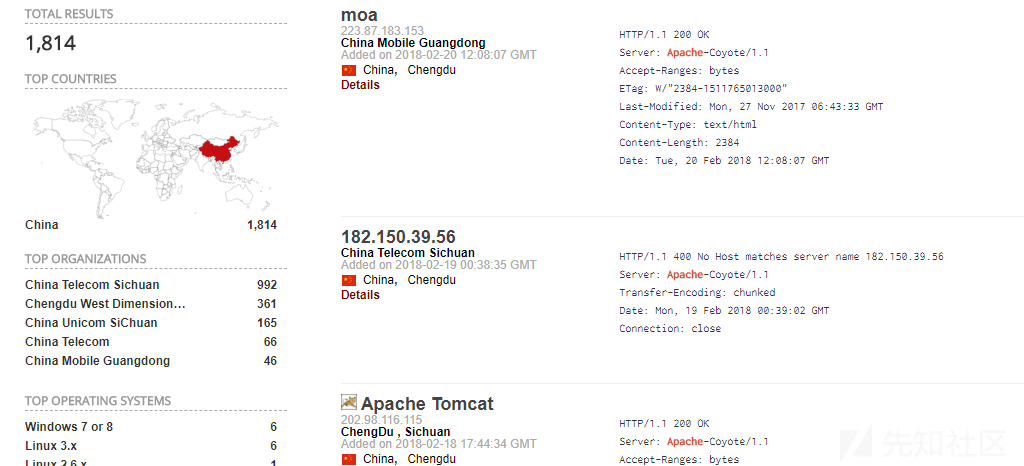 TOTAL RESULTS
1,814
TOP COUNTRIES
China 1,814
TOP ORGANIZATIONS
China Telecom Sichuan 992
Chengdu West Dimension... 361
China Unicom SiChuan 165
China Telecom 66
China Mobile Guangdong 46
TOP OPERATING SYSTEMS
Windows 7 or 8 6
Linux 3.x 6
Linux 2.6.x 1
moa
223.87.183.153
China Mobile Guangdong
Added on 2018-02-20 12:08:07 GMT
China, Chengdu
Details
HTTP/1.1 200 OK
Server: Apache-Coyote/1.1
Accept-Ranges: bytes
ETag: W/"2384-1511765013000"
Last-Modified: Mon, 27 Nov 2017 06:43:33 GMT
Content-Type: text/html
Content-Length: 2384
Date: Tue, 20 Feb 2018 12:08:07 GMT
182.150.39.56
China Telecom Sichuan
Added on 2018-02-19 00:38:35 GMT
China, Chengdu
Details
HTTP/1.1 400 No Host matches server name 182.150.39.56
Server: Apache-Coyote/1.1
Transfer-Encoding: chunked
Date: Mon, 19 Feb 2018 00:39:02 GMT
Connection: close
Apache Tomcat
202.98.116.115
ChengDu , Sichuan
Added on 2018-02-18 17:44:34 GMT
China, Chengdu
HTTP/1.1 200 OK
Server: Apache-Coyote/1.1
Accept-Ranges: bytes
先知社区